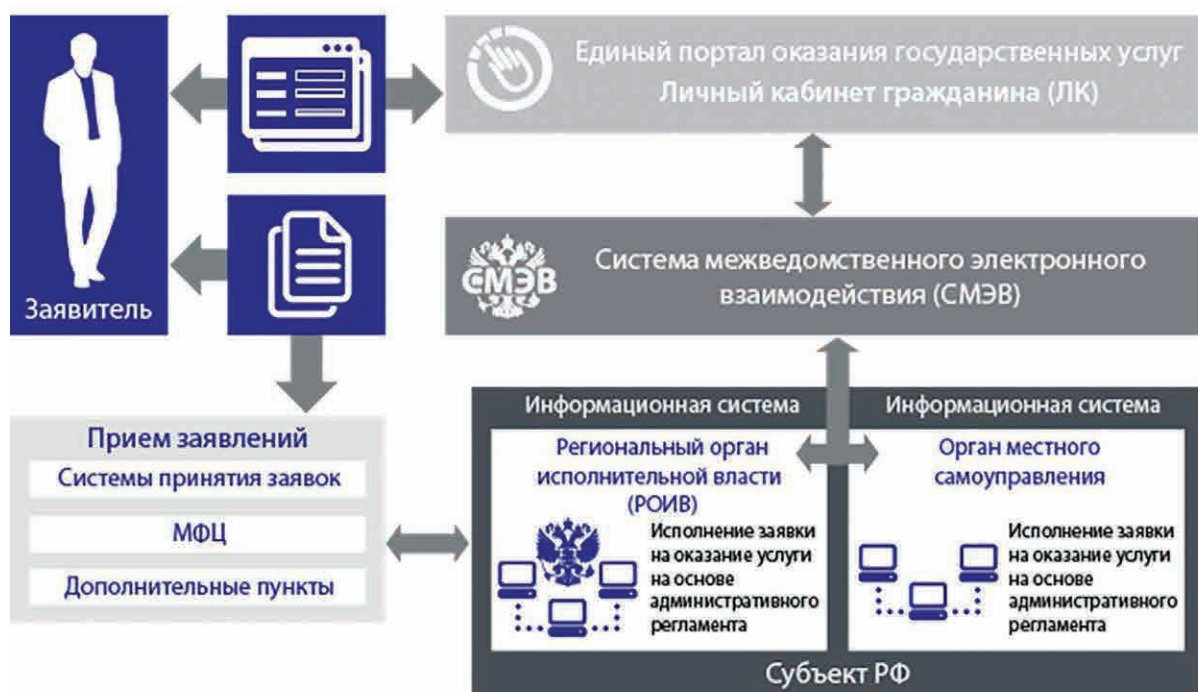 Заявитель
Единый портал оказания государственных услуг
Личный кабинет гражданина (ЛК)
СМЭВ
Система межведомственного электронного
взаимодействия (СМЭВ)
Прием заявлений
Системы принятия заявок
МФЦ
Дополнительные пункты
Информационная система
Региональный орган
исполнительной власти
(РОИВ)
Исполнение заявки
на оказание услуги
на основе
административного
регламента
Информационная система
Орган местного
самоуправления
Исполнение заявки
на оказание услуги
на основе
административного
регламента
Субъект РФ